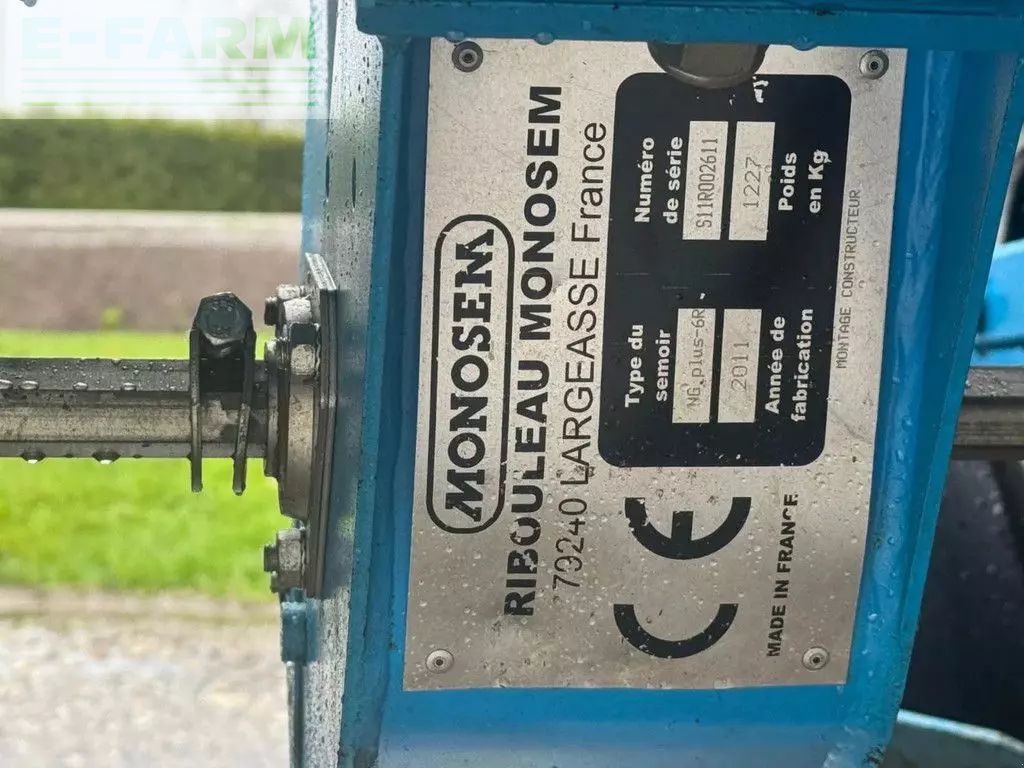 E-FARM
MONOSEM
RIBOULEAU MONOSEM
79240 LARGEASSE France
Type du
semoir
NG plus-6R
2011
Année de
fabrication
Numéro
de série
S11R002611
1227
Poids
en Kg
MONTAGE CONSTRUCTEUR
CE
MADE IN FRANCE